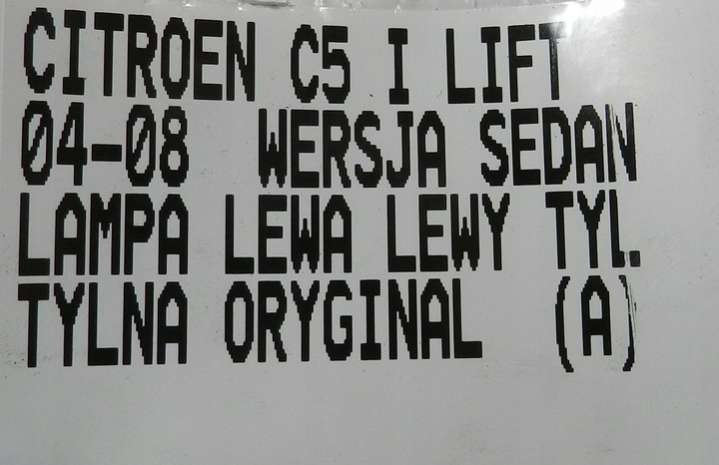 CITROEN C5 I LIFT
04-08 WERSJA SEDAN
LAMPA LEWA LEWY TYL.
TYLNA ORYGINAL (A)